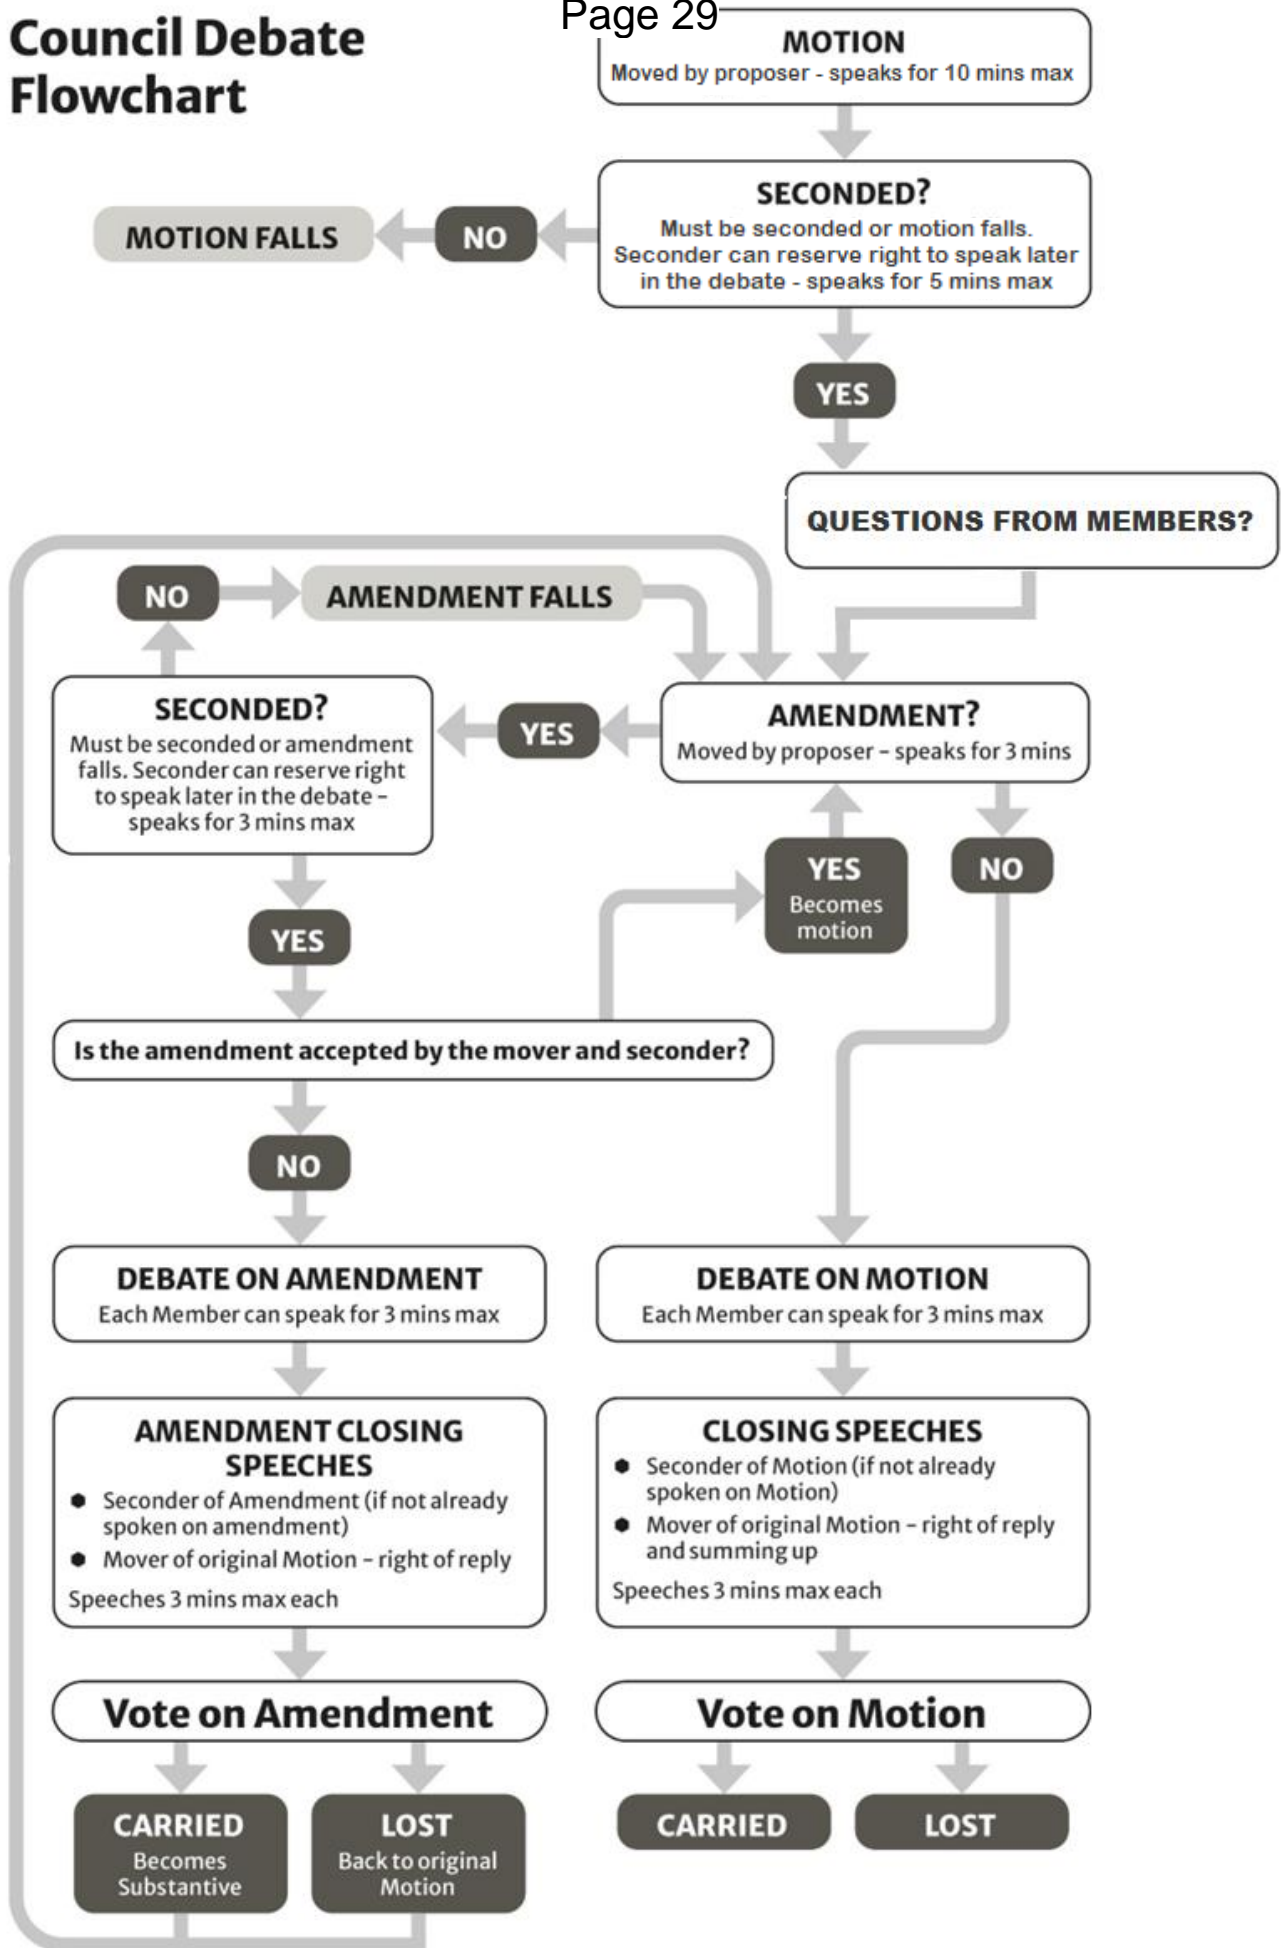 Page 29
Council Debate
Flowchart
MOTION
Moved by proposer - speaks for 10 mins max
SECONDED?
Must be seconded or motion falls.
Seconder can reserve right to speak later
in the debate - speaks for 5 mins max
NO
MOTION FALLS
YES
QUESTIONS FROM MEMBERS?
NO
AMENDMENT FALLS
SECONDED?
Must be seconded or amendment
falls. Seconder can reserve right
to speak later in the debate –
speaks for 3 mins max
YES
AMENDMENT?
Moved by proposer – speaks for 3 mins
YES
Becomes
motion
NO
YES
Is the amendment accepted by the mover and seconder?
NO
DEBATE ON AMENDMENT
Each Member can speak for 3 mins max
DEBATE ON MOTION
Each Member can speak for 3 mins max
AMENDMENT CLOSING
SPEECHES
● Seconder of Amendment (if not already
spoken on amendment)
● Mover of original Motion – right of reply
Speeches 3 mins max each
CLOSING SPEECHES
● Seconder of Motion (if not already
spoken on Motion)
● Mover of original Motion – right of reply
and summing up
Speeches 3 mins max each
Vote on Amendment
Vote on Motion
CARRIED
Becomes
Substantive
LOST
Back to original
Motion
CARRIED
LOST